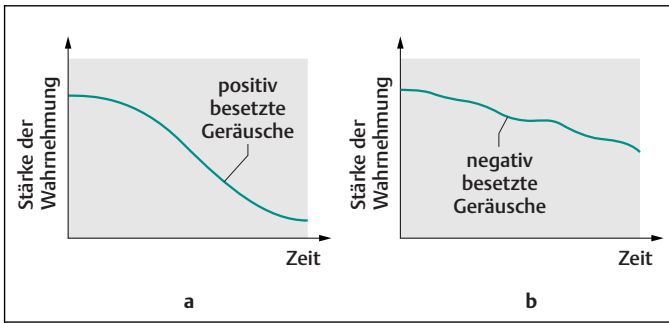 Stärke der
Wahrnehmung
positiv
besetzte
Geräusche
Zeit
a
Stärke der
Wahrnehmung
negativ
besetzte
Geräusche
Zeit
b